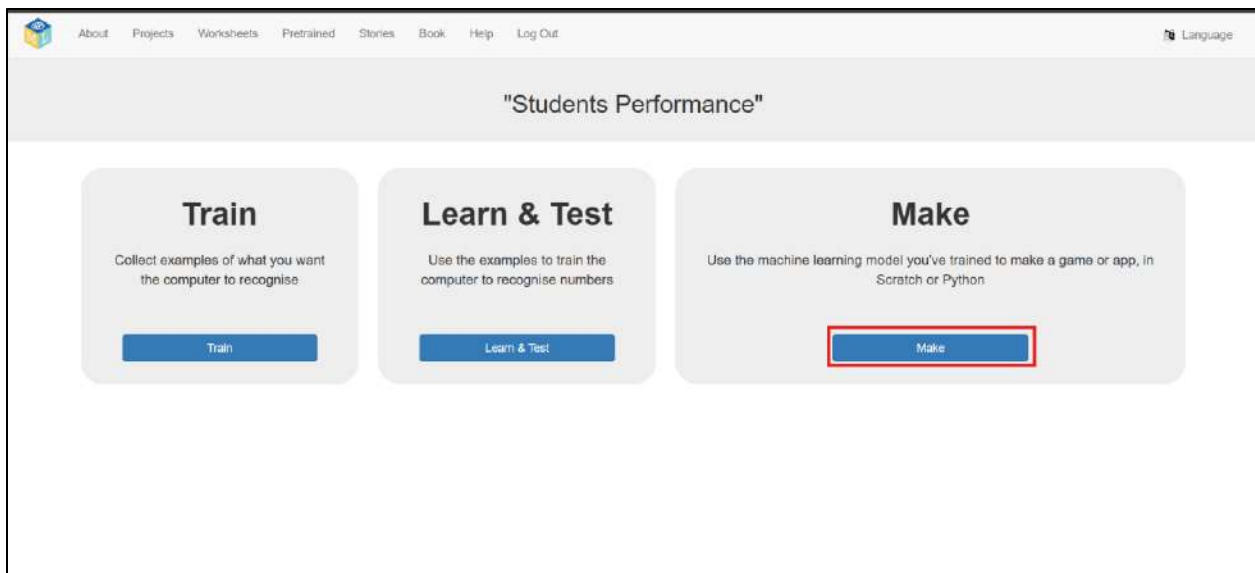 About Projects Worksheets Pretrained Stories Book Help Log Out Language
"Students Performance"
Train
Collect examples of what you want
the computer to recognise
Train
Learn & Test
Use the examples to train the
computer to recognise numbers
Learn & Test
Make
Use the machine learning model you've trained to make a game or app, in
Scratch or Python
Make